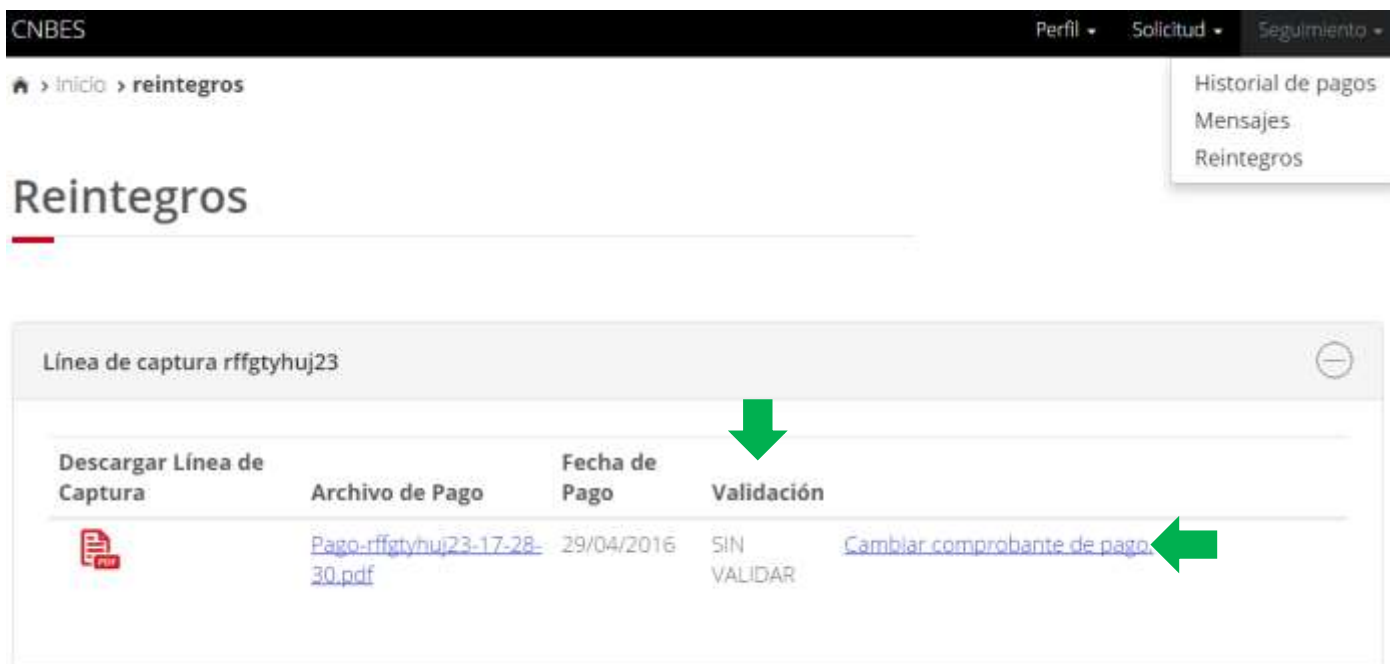 CNBES Perfil Solicitud Seguimiento
> Inicio > reintegros
Historial de pagos
Mensajes
Reintegros
Reintegros
Línea de captura rffgtyhuj23
Descargar Línea de Captura
Archivo de Pago
Fecha de Pago
Validación
PDF
Pago-rffgtyhuj23-17-28-
30.pdf
29/04/2016
SIN
VALIDAR
Cambiar comprobante de pago.